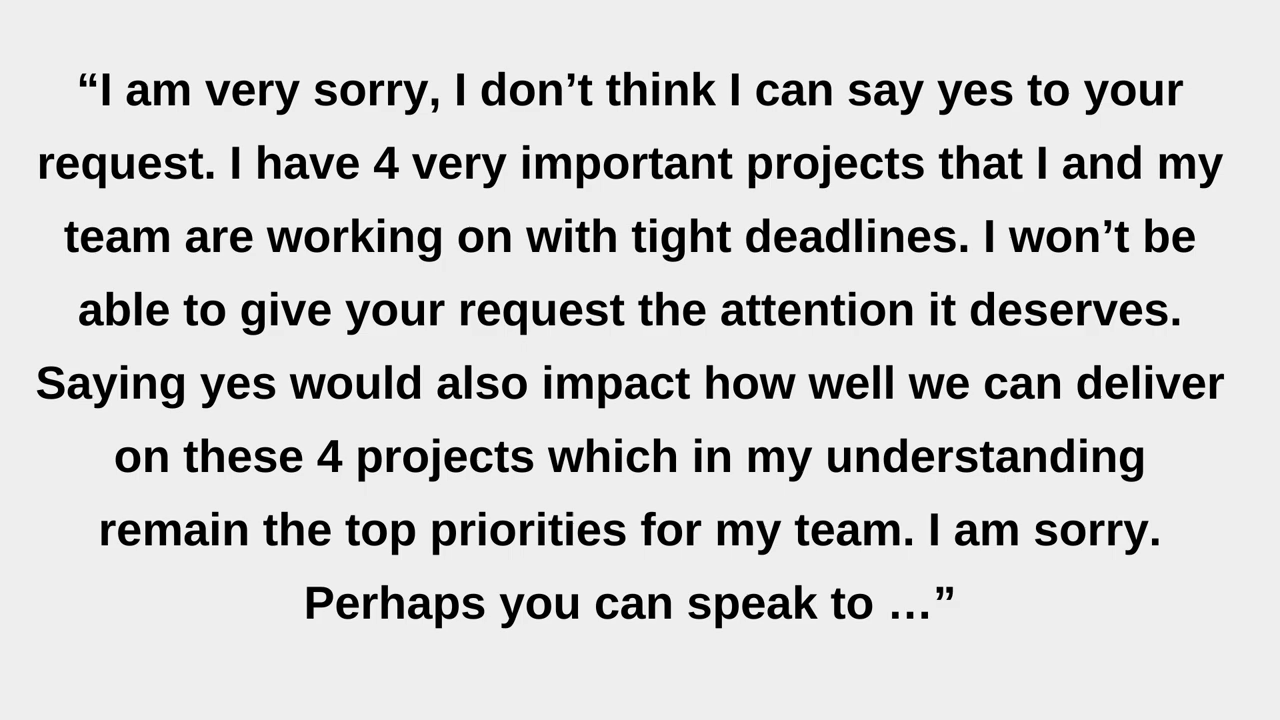 “I am very sorry, I don’t think I can say yes to your
request. I have 4 very important projects that I and my
team are working on with tight deadlines. I won’t be
able to give your request the attention it deserves.
Saying yes would also impact how well we can deliver
on these 4 projects which in my understanding
remain the top priorities for my team. I am sorry.
Perhaps you can speak to …”